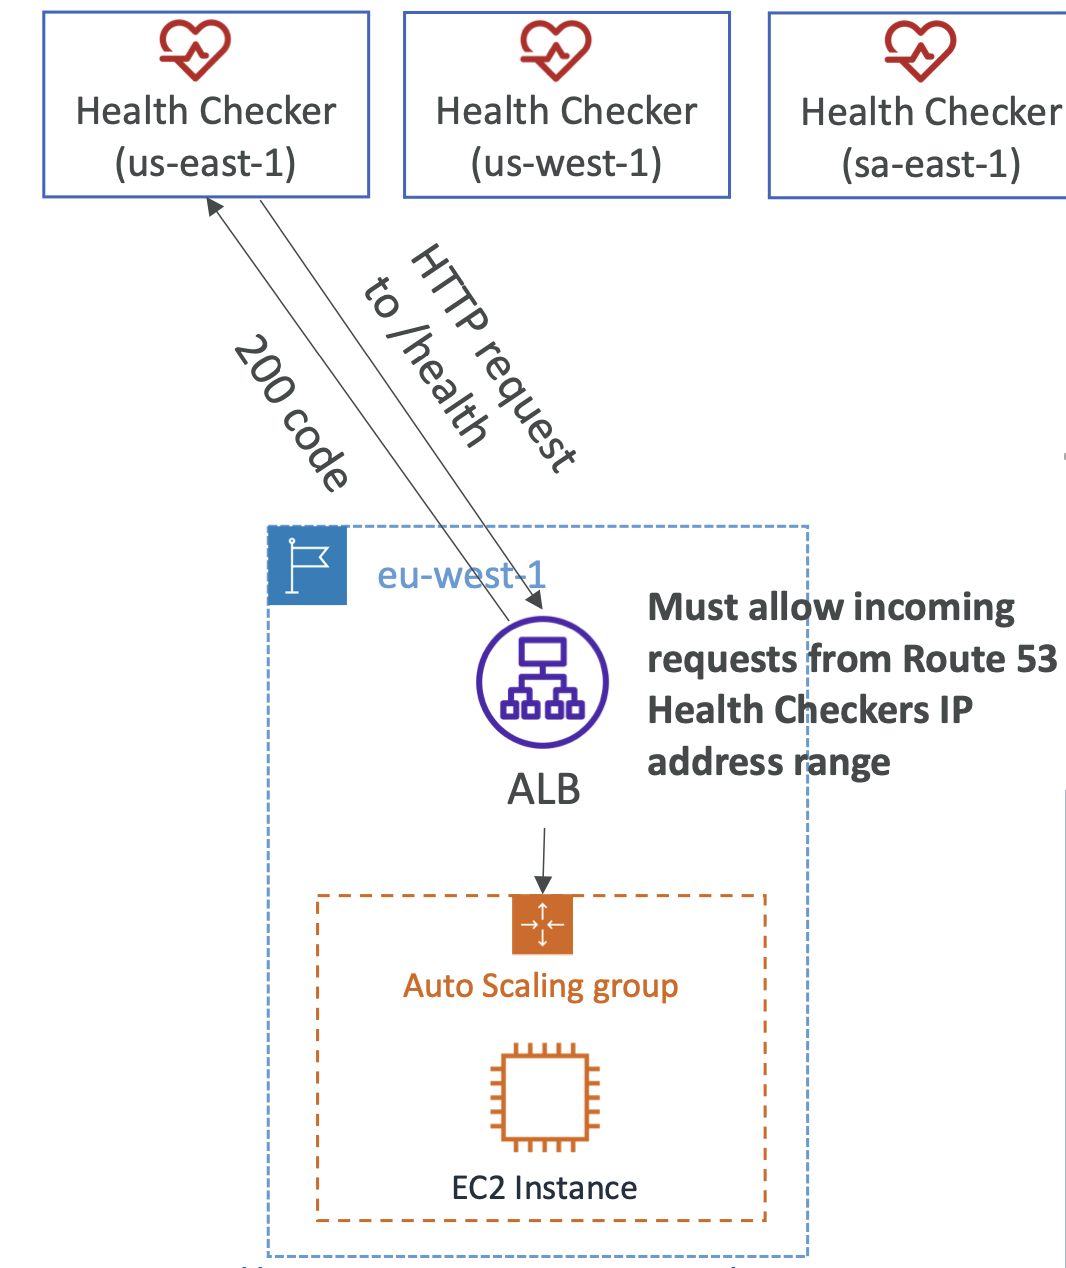 Health Checker
(us-east-1)
Health Checker
(us-west-1)
Health Checker
(sa-east-1)
HTTP request
to /health
200 code
eu-west-1
Must allow incoming
requests from Route 53
Health Checkers IP
address range
ALB
Auto Scaling group
EC2 Instance